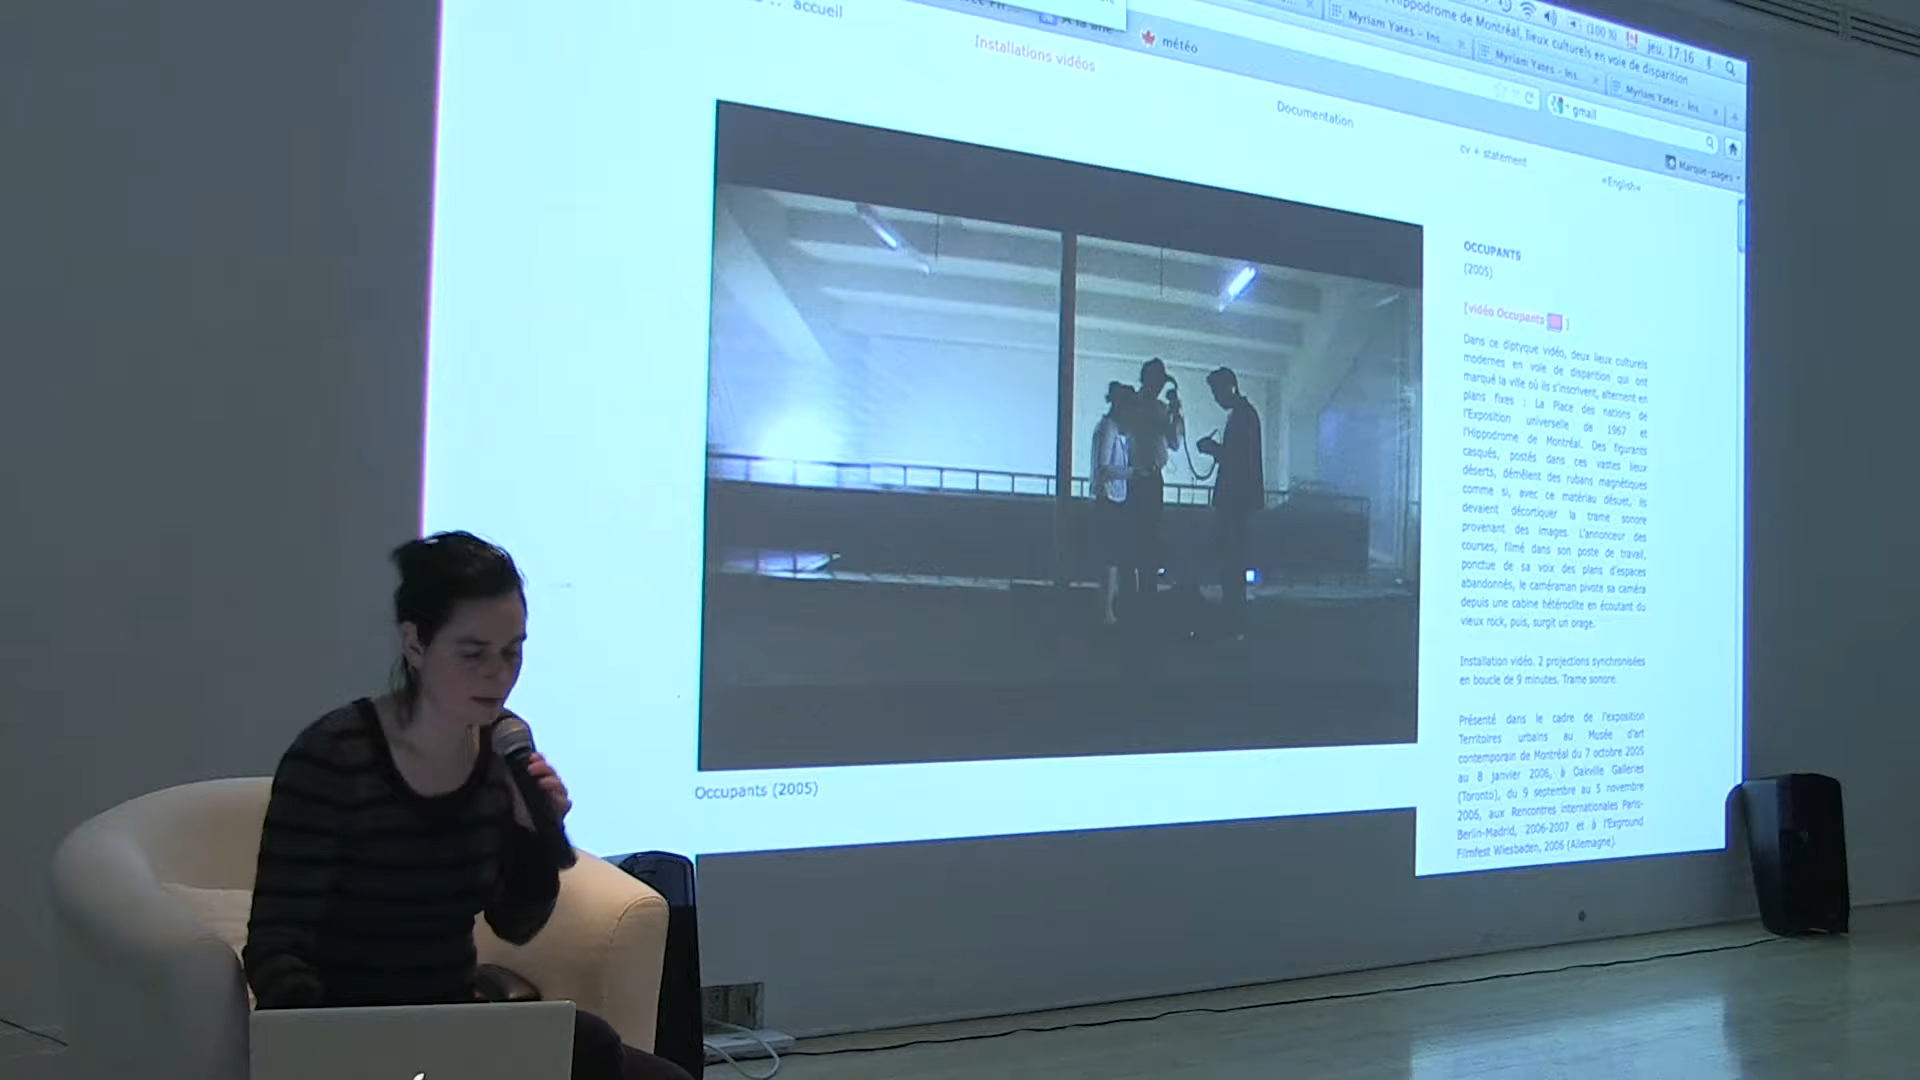 accueil
météo
Installations vidéos
Documentation
cv + statement
«English»
Hippodrome de Montréal, lieux culturels en voie de disparition
(100 %)
jeu. 17:16
Myriam Yates - Ins
Myriam Yates - Ins
Myriam Yates - Ins
gmail
Marque-pages
OCCUPANTS
(2005)
[vidéo Occupants ]
Dans ce diptyque vidéo, deux lieux culturels
modernes en voie de disparition qui ont
marqué la ville où ils s'inscrivent, alternent en
plans fixes : La Place des nations de
l'Exposition universelle de 1967 et
l'Hippodrome de Montréal. Des figurants
casqués, postés dans ces vastes lieux
déserts, démêlent des rubans magnétiques
comme si, avec ce matériau désuet, ils
devaient décortiquer la trame sonore
provenant des images. L'annonceur des
courses, filmé dans son poste de travail,
ponctue de sa voix des plans d'espaces
abandonnés, le caméraman pivote sa caméra
depuis une cabine hétéroclite en écoutant du
vieux rock, puis, surgit un orage.
Installation vidéo. 2 projections synchronisées
en boucle de 9 minutes. Trame sonore.
Présenté dans le cadre de l'exposition
Territoires urbains au Musée d'art
contemporain de Montréal du 7 octobre 2005
au 8 janvier 2006, à Oakville Galleries
(Toronto), du 9 septembre au 5 novembre
2006, aux Rencontres internationales Paris-
Berlin-Madrid, 2006-2007 et à l'Exground
Filmfest Wiesbaden, 2006 (Allemagne).
Occupants (2005)